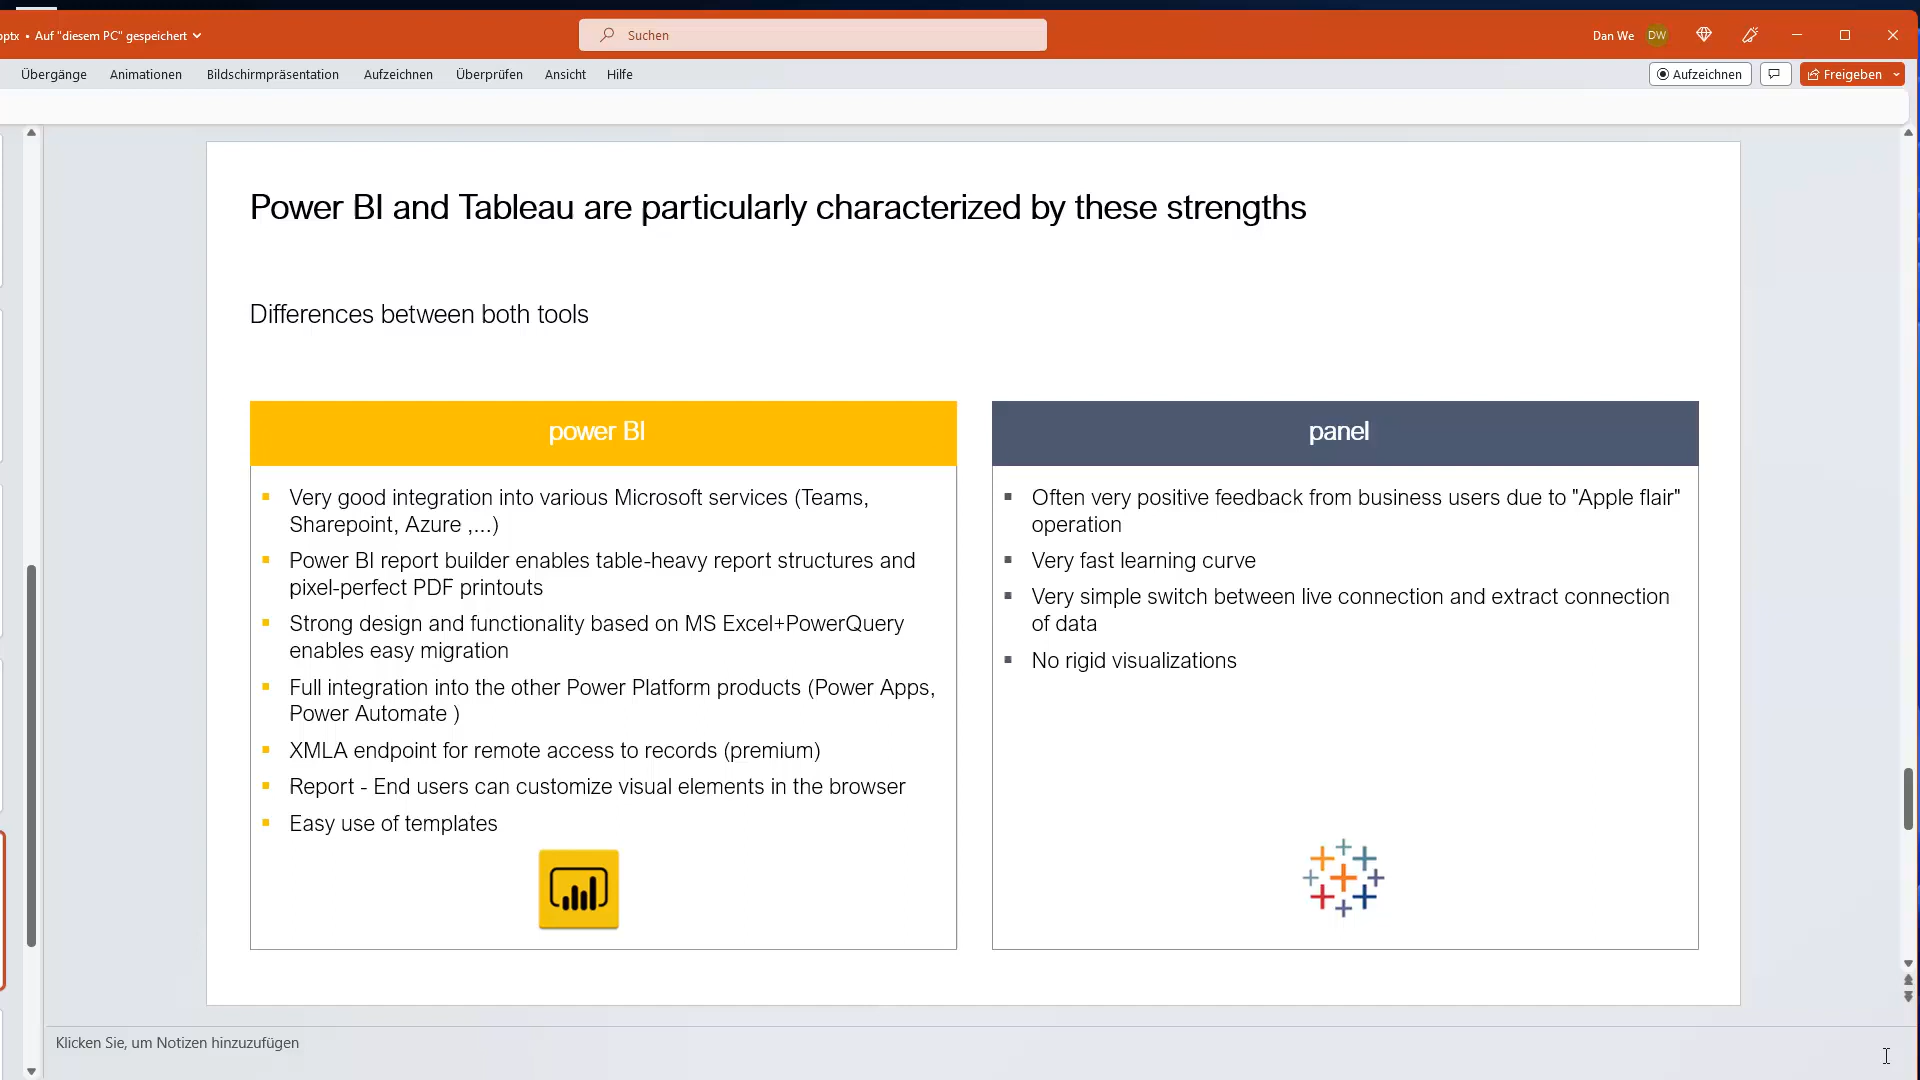 pptx • Auf "diesem PC" gespeichert
Suchen
Dan We
DW
Übergänge
Animationen
Bildschirmpräsentation
Aufzeichnen
Überprüfen
Ansicht
Hilfe
Aufzeichnen
Freigeben
Power BI and Tableau are particularly characterized by these strengths
Differences between both tools
power BI
Very good integration into various Microsoft services (Teams,
Sharepoint, Azure ,...)
Power BI report builder enables table-heavy report structures and
pixel-perfect PDF printouts
Strong design and functionality based on MS Excel+PowerQuery
enables easy migration
Full integration into the other Power Platform products (Power Apps,
Power Automate )
XMLA endpoint for remote access to records (premium)
Report - End users can customize visual elements in the browser
Easy use of templates
panel
Often very positive feedback from business users due to "Apple flair"
operation
Very fast learning curve
Very simple switch between live connection and extract connection
of data
No rigid visualizations
Klicken Sie, um Notizen hinzuzufügen